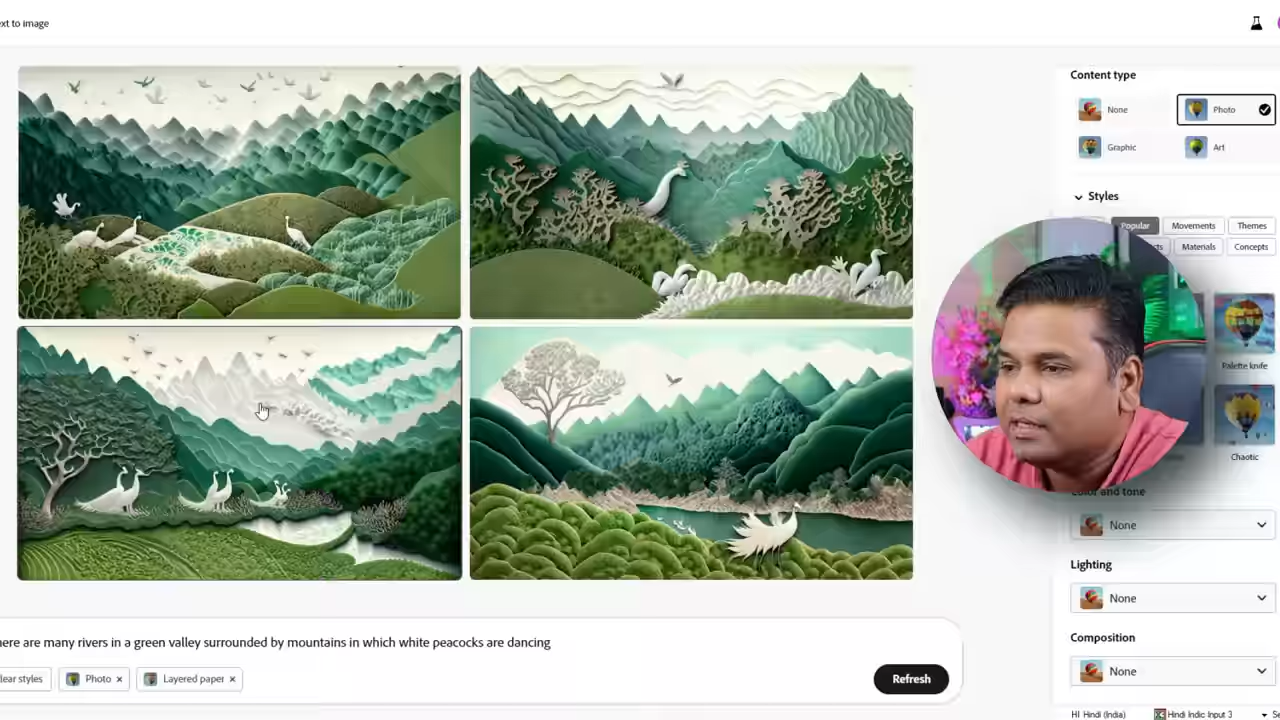 ext to image
Content type
None
Photo
Graphic
Art
Styles
Popular
Movements
Themes
Materials
Concepts
Palette knife
Chaotic
Color and tone
None
Lighting
None
Composition
None
here are many rivers in a green valley surrounded by mountains in which white peacocks are dancing
lear styles
Photo ×
Layered paper ×
Refresh
HI Hindi (India)
Hindi Indic Input 3